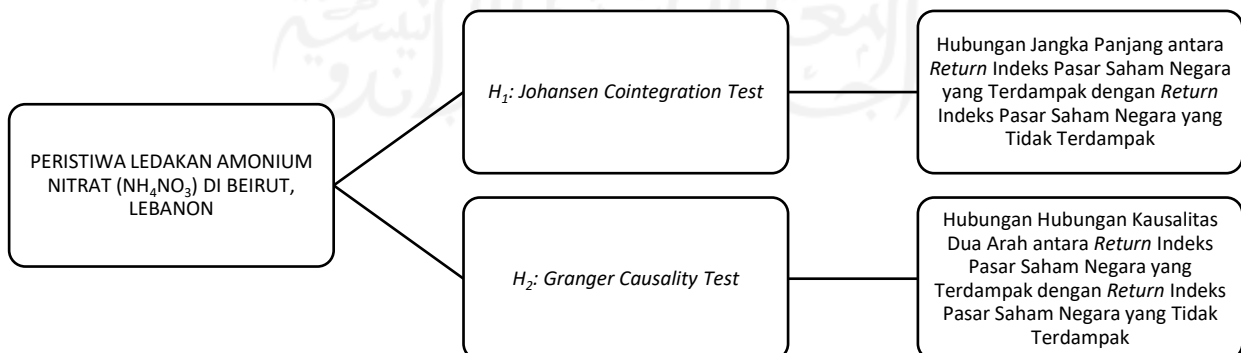 PERISTIWA LEDAKAN AMONIUM
NITRAT (NH₄NO₃) DI BEIRUT,
LEBANON
H₁: Johansen Cointegration Test
Hubungan Jangka Panjang antara
Return Indeks Pasar Saham Negara
yang Terdampak dengan Return
Indeks Pasar Saham Negara yang
Tidak Terdampak
H₂: Granger Causality Test
Hubungan Hubungan Kausalitas
Dua Arah antara Return Indeks
Pasar Saham Negara yang
Terdampak dengan Return Indeks
Pasar Saham Negara yang Tidak
Terdampak